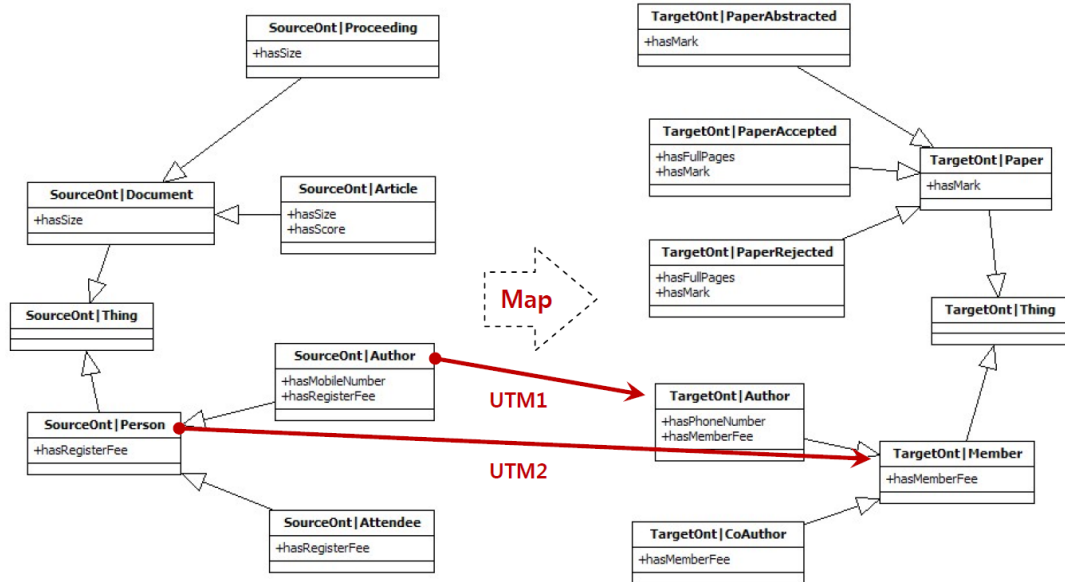 SourceOnt|Proceeding
+hasSize
SourceOnt|Document
+hasSize
SourceOnt|Article
+hasSize
+hasScore
SourceOnt|Thing
SourceOnt|Author
+hasMobileNumber
+hasRegisterFee
SourceOnt|Person
+hasRegisterFee
SourceOnt|Attendee
+hasRegisterFee
Map
UTM1
UTM2
TargetOnt|PaperAbstracted
+hasMark
TargetOnt|PaperAccepted
+hasFullPages
+hasMark
TargetOnt|Paper
+hasMark
TargetOnt|PaperRejected
+hasFullPages
+hasMark
TargetOnt|Thing
TargetOnt|Author
+hasPhoneNumber
+hasMemberFee
TargetOnt|Member
+hasMemberFee
TargetOnt|CoAuthor
+hasMemberFee